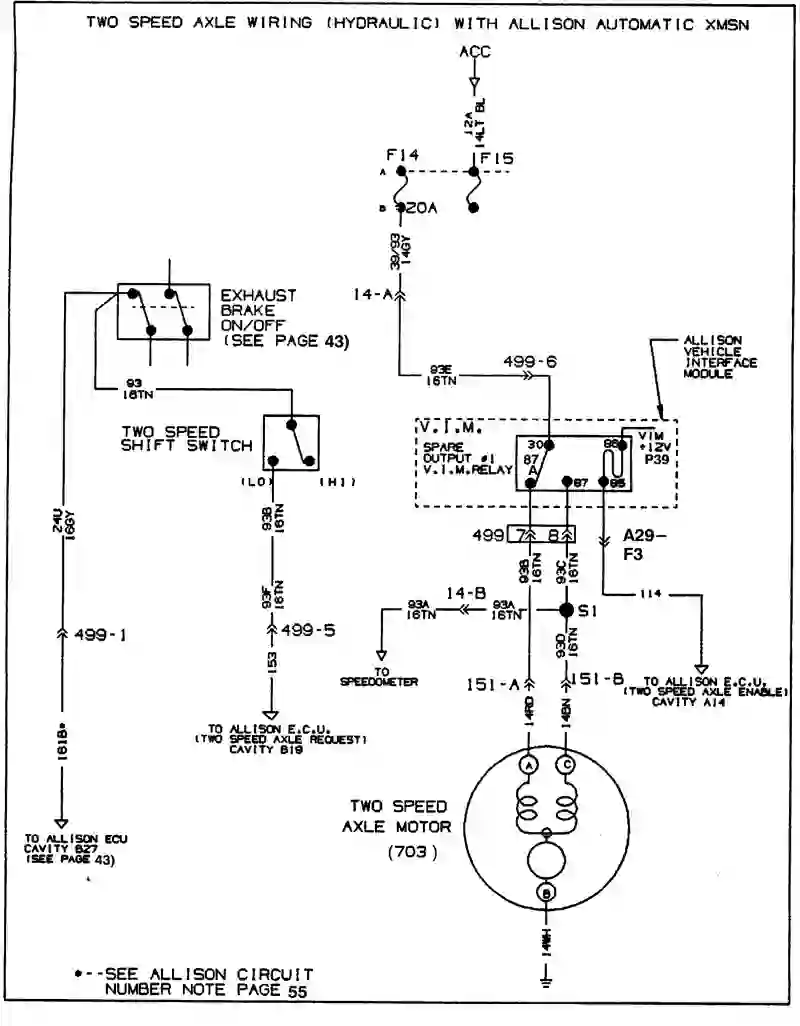 TWO SPEED AXLE WIRING (HYDRAULIC) WITH ALLISON AUTOMATIC XMSN
ACC
12A
14LT BL
F14
F15
A
B
20A
39/93
14GY
14-A
EXHAUST
BRAKE
ON/OFF
(SEE PAGE 43)
93
16TN
93E
16TN
499-6
ALLISON
VEHICLE
INTERFACE
MODULE
TWO SPEED
SHIFT SWITCH
(LO)
(HI)
V.I.M.
SPARE
OUTPUT #1
V.I.M.RELAY
30
87
A
86
87
85
VIM
+12V
P39
24U
16GY
93B
16TN
499
7
8
A29-
F3
93F
16TN
93B
16TN
93C
16TN
14-B
93A
16TN
93A
16TN
S1
114
499-1
499-5
93D
16TN
153
TO
SPEEDOMETER
151-A
151-B
TO ALLISON E.C.U.
(TWO SPEED AXLE ENABLE)
CAVITY A14
14RD
14BN
TO ALLISON E.C.U.
(TWO SPEED AXLE REQUEST)
CAVITY B19
161B*
A
C
TWO SPEED
AXLE MOTOR
(703)
TO ALLISON ECU
CAVITY B27
(SEE PAGE 43)
B
14WH
*--SEE ALLISON CIRCUIT
NUMBER NOTE PAGE 55